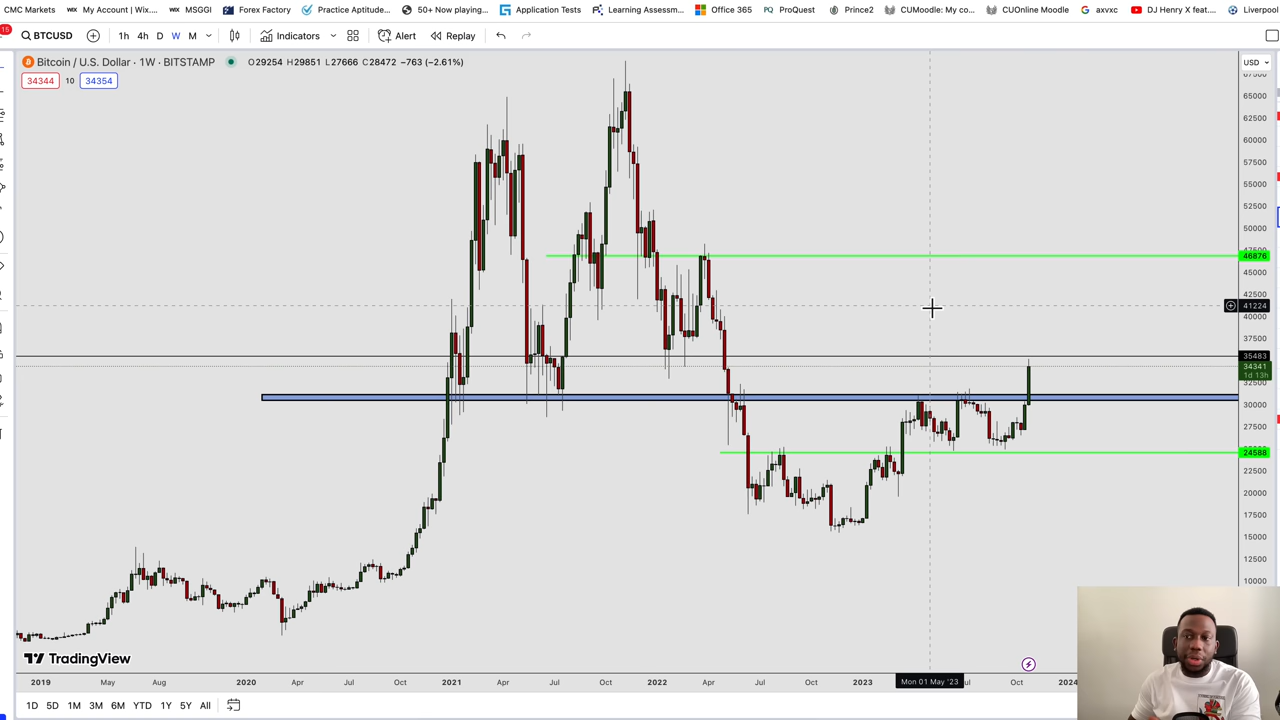 CMC Markets My Account | Wix.... MSGGI Forex Factory Practice Aptitude... 50+ Now playing... Application Tests Learning Assessm... Office 365 ProQuest Prince2 CUMoodle: My co... CUOnline Moodle axvxc DJ Henry X feat.... Liverpool
15
BTCUSD 1h 4h D W M Indicators Alert Replay
Bitcoin / U.S. Dollar · 1W · BITSTAMP O29254 H29851 L27666 C28472 −763 (−2.61%)
USD
34344 10 34354
65000
62500
60000
57500
55000
52500
50000
46876
45000
42500
41224
40000
37500
35483
34341
1d 13h
32500
30000
27500
24588
22500
20000
17500
15000
12500
10000
TradingView
2019 May Aug 2020 Apr Jul Oct 2021 Apr Jul Oct 2022 Apr Jul Oct 2023 Mon 01 May '23 Oct 2024
1D 5D 1M 3M 6M YTD 1Y 5Y All